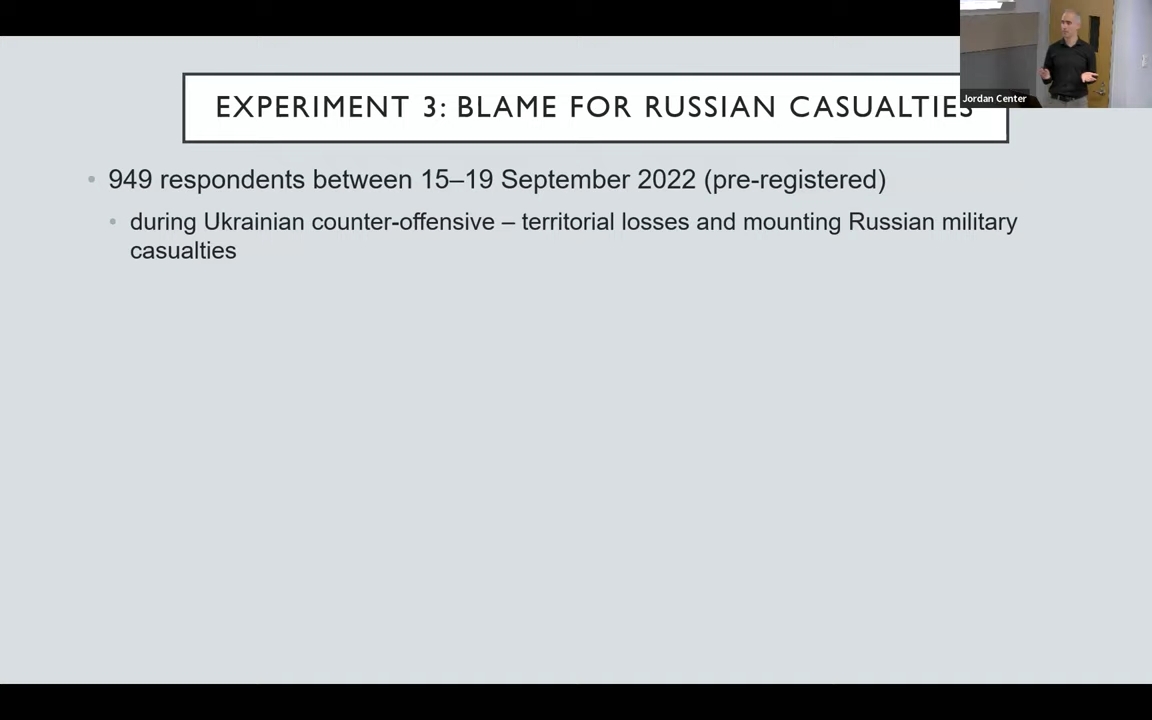 EXPERIMENT 3: BLAME FOR RUSSIAN CASUALTIES
Jordan Center
• 949 respondents between 15–19 September 2022 (pre-registered)
• during Ukrainian counter-offensive – territorial losses and mounting Russian military
casualties